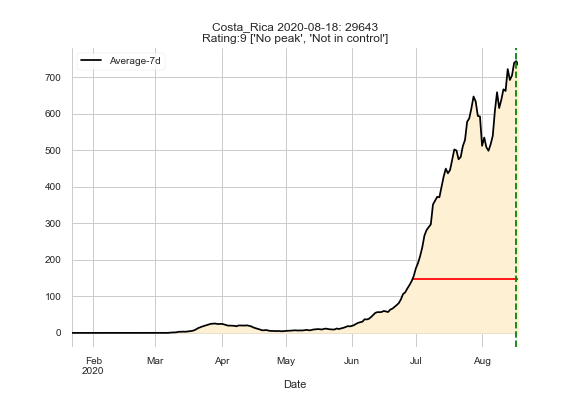 Costa_Rica 2020-08-18: 29643
Rating:9 ['No peak', 'Not in control']
Average-7d
700
600
500
400
300
200
100
0
Feb Mar Apr May Jun Jul Aug
2020
Date